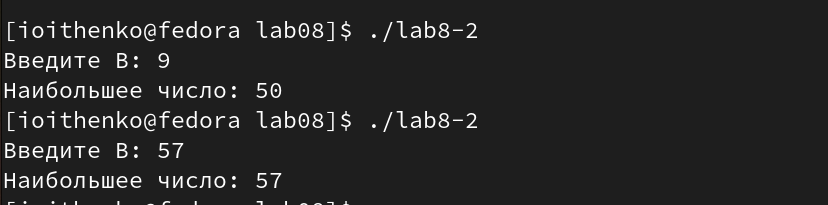 [ioithenko@fedora lab08]$ ./lab8-2
Введите B: 9
Наибольшее число: 50
[ioithenko@fedora lab08]$ ./lab8-2
Введите B: 57
Наибольшее число: 57